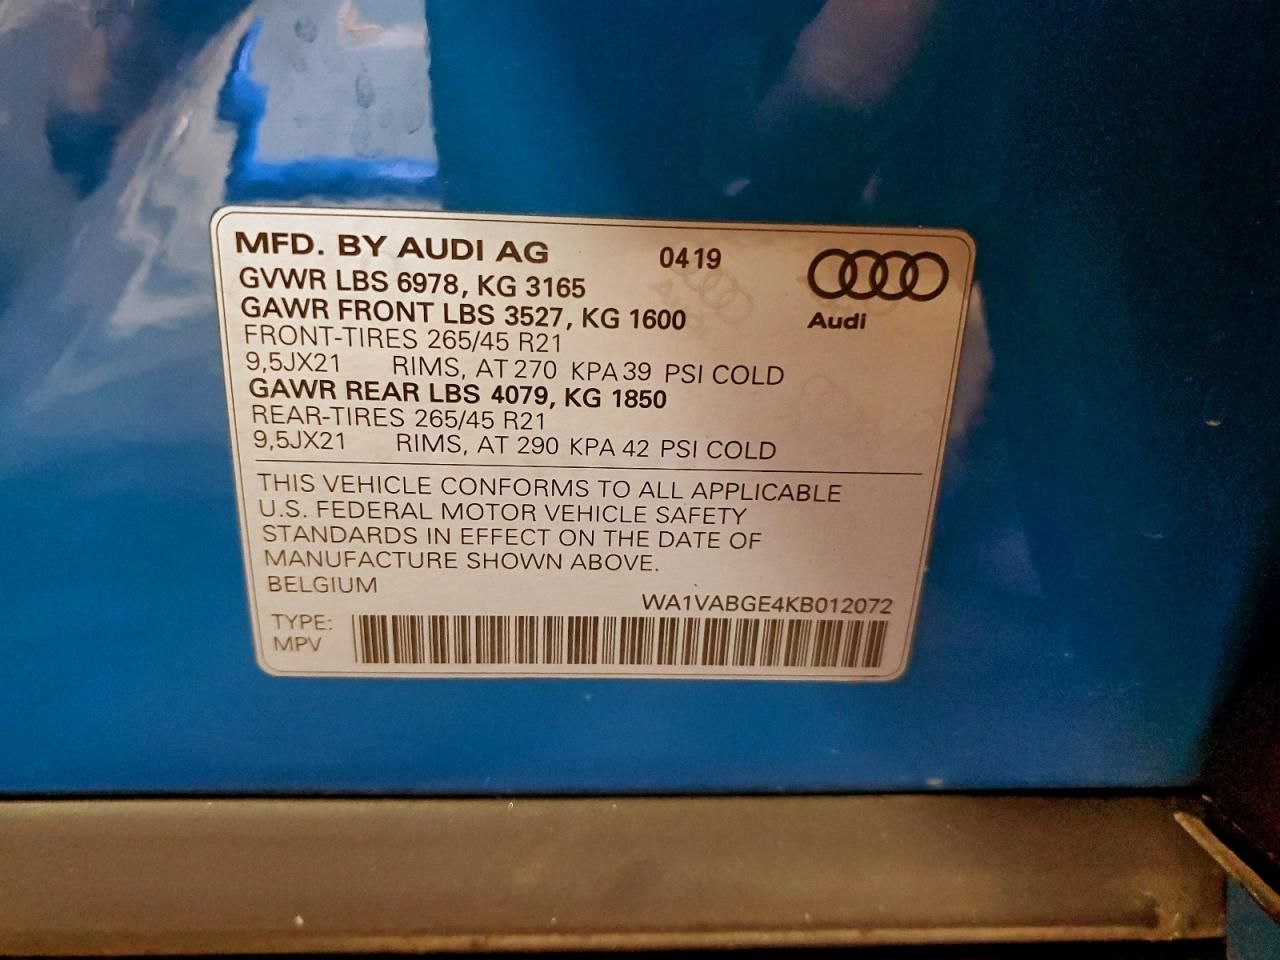 MFD. BY AUDI AG 0419
GVWR LBS 6978, KG 3165
GAWR FRONT LBS 3527, KG 1600
Audi
FRONT-TIRES 265/45 R21
9,5JX21 RIMS, AT 270 KPA 39 PSI COLD
GAWR REAR LBS 4079, KG 1850
REAR-TIRES 265/45 R21
9,5JX21 RIMS, AT 290 KPA 42 PSI COLD
THIS VEHICLE CONFORMS TO ALL APPLICABLE
U.S. FEDERAL MOTOR VEHICLE SAFETY
STANDARDS IN EFFECT ON THE DATE OF
MANUFACTURE SHOWN ABOVE.
BELGIUM
WA1VABGE4KB012072
TYPE:
MPV